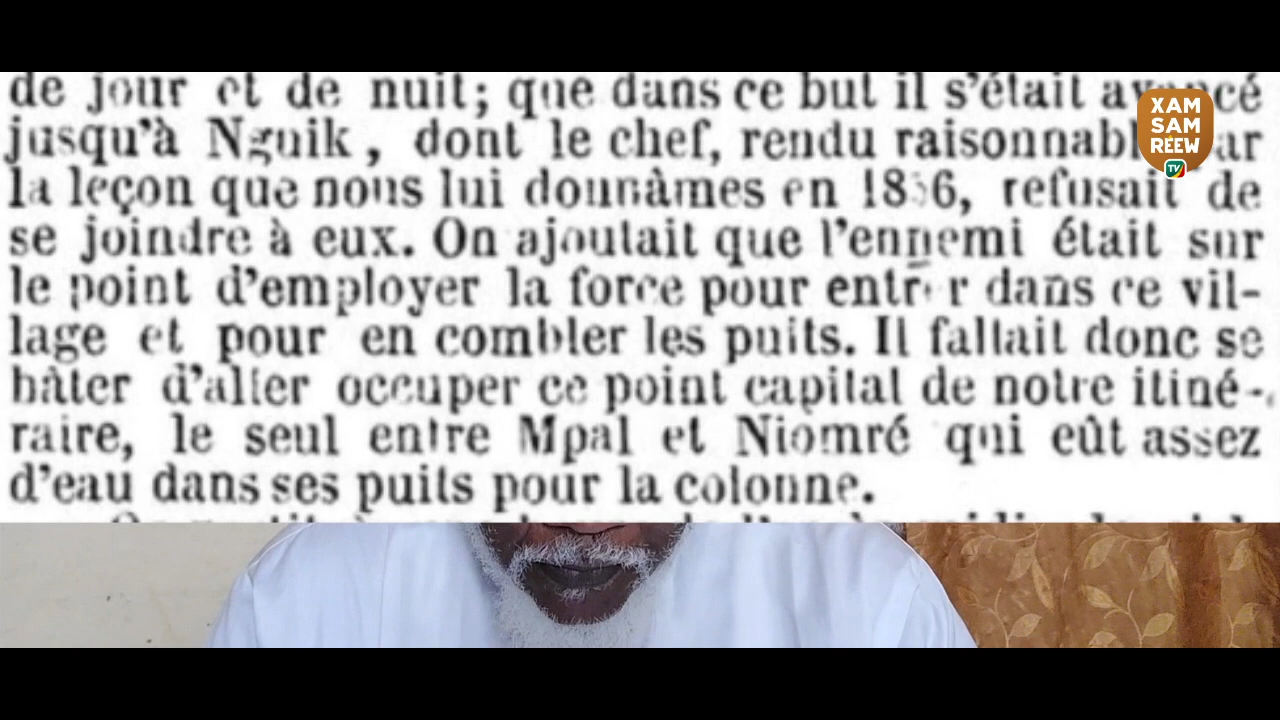 de jour et de nuit; que dans ce but il s'était avancé
jusqu'à Nguik, dont le chef, rendu raisonnable par
la leçon que nous lui donnâmes en 1856, refusait de
se joindre à eux. On ajoutait que l'ennemi était sur
le point d'employer la force pour entrer dans ce vil-
lage et pour en combler les puits. Il fallait donc se
hâter d'aller occuper ce point capital de notre itiné-
raire, le seul entre Mpal et Niomré qui eût assez
d'eau dans ses puits pour la colonne.
XAM
SAM
REEW
TV